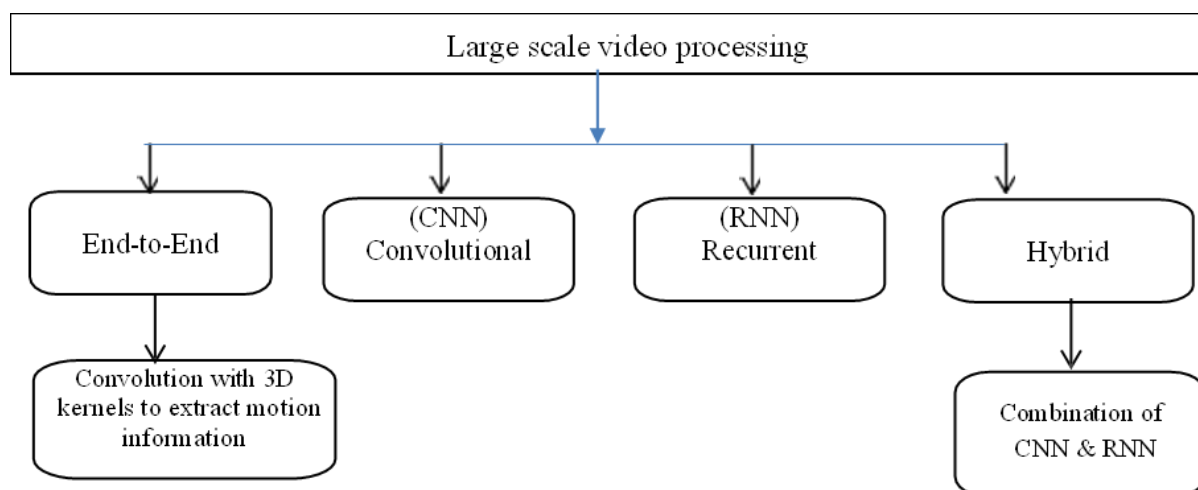 Large scale video processing
End-to-End
(CNN)
Convolutional
(RNN)
Recurrent
Hybrid
Convolution with 3D
kernels to extract motion
information
Combination of
CNN & RNN